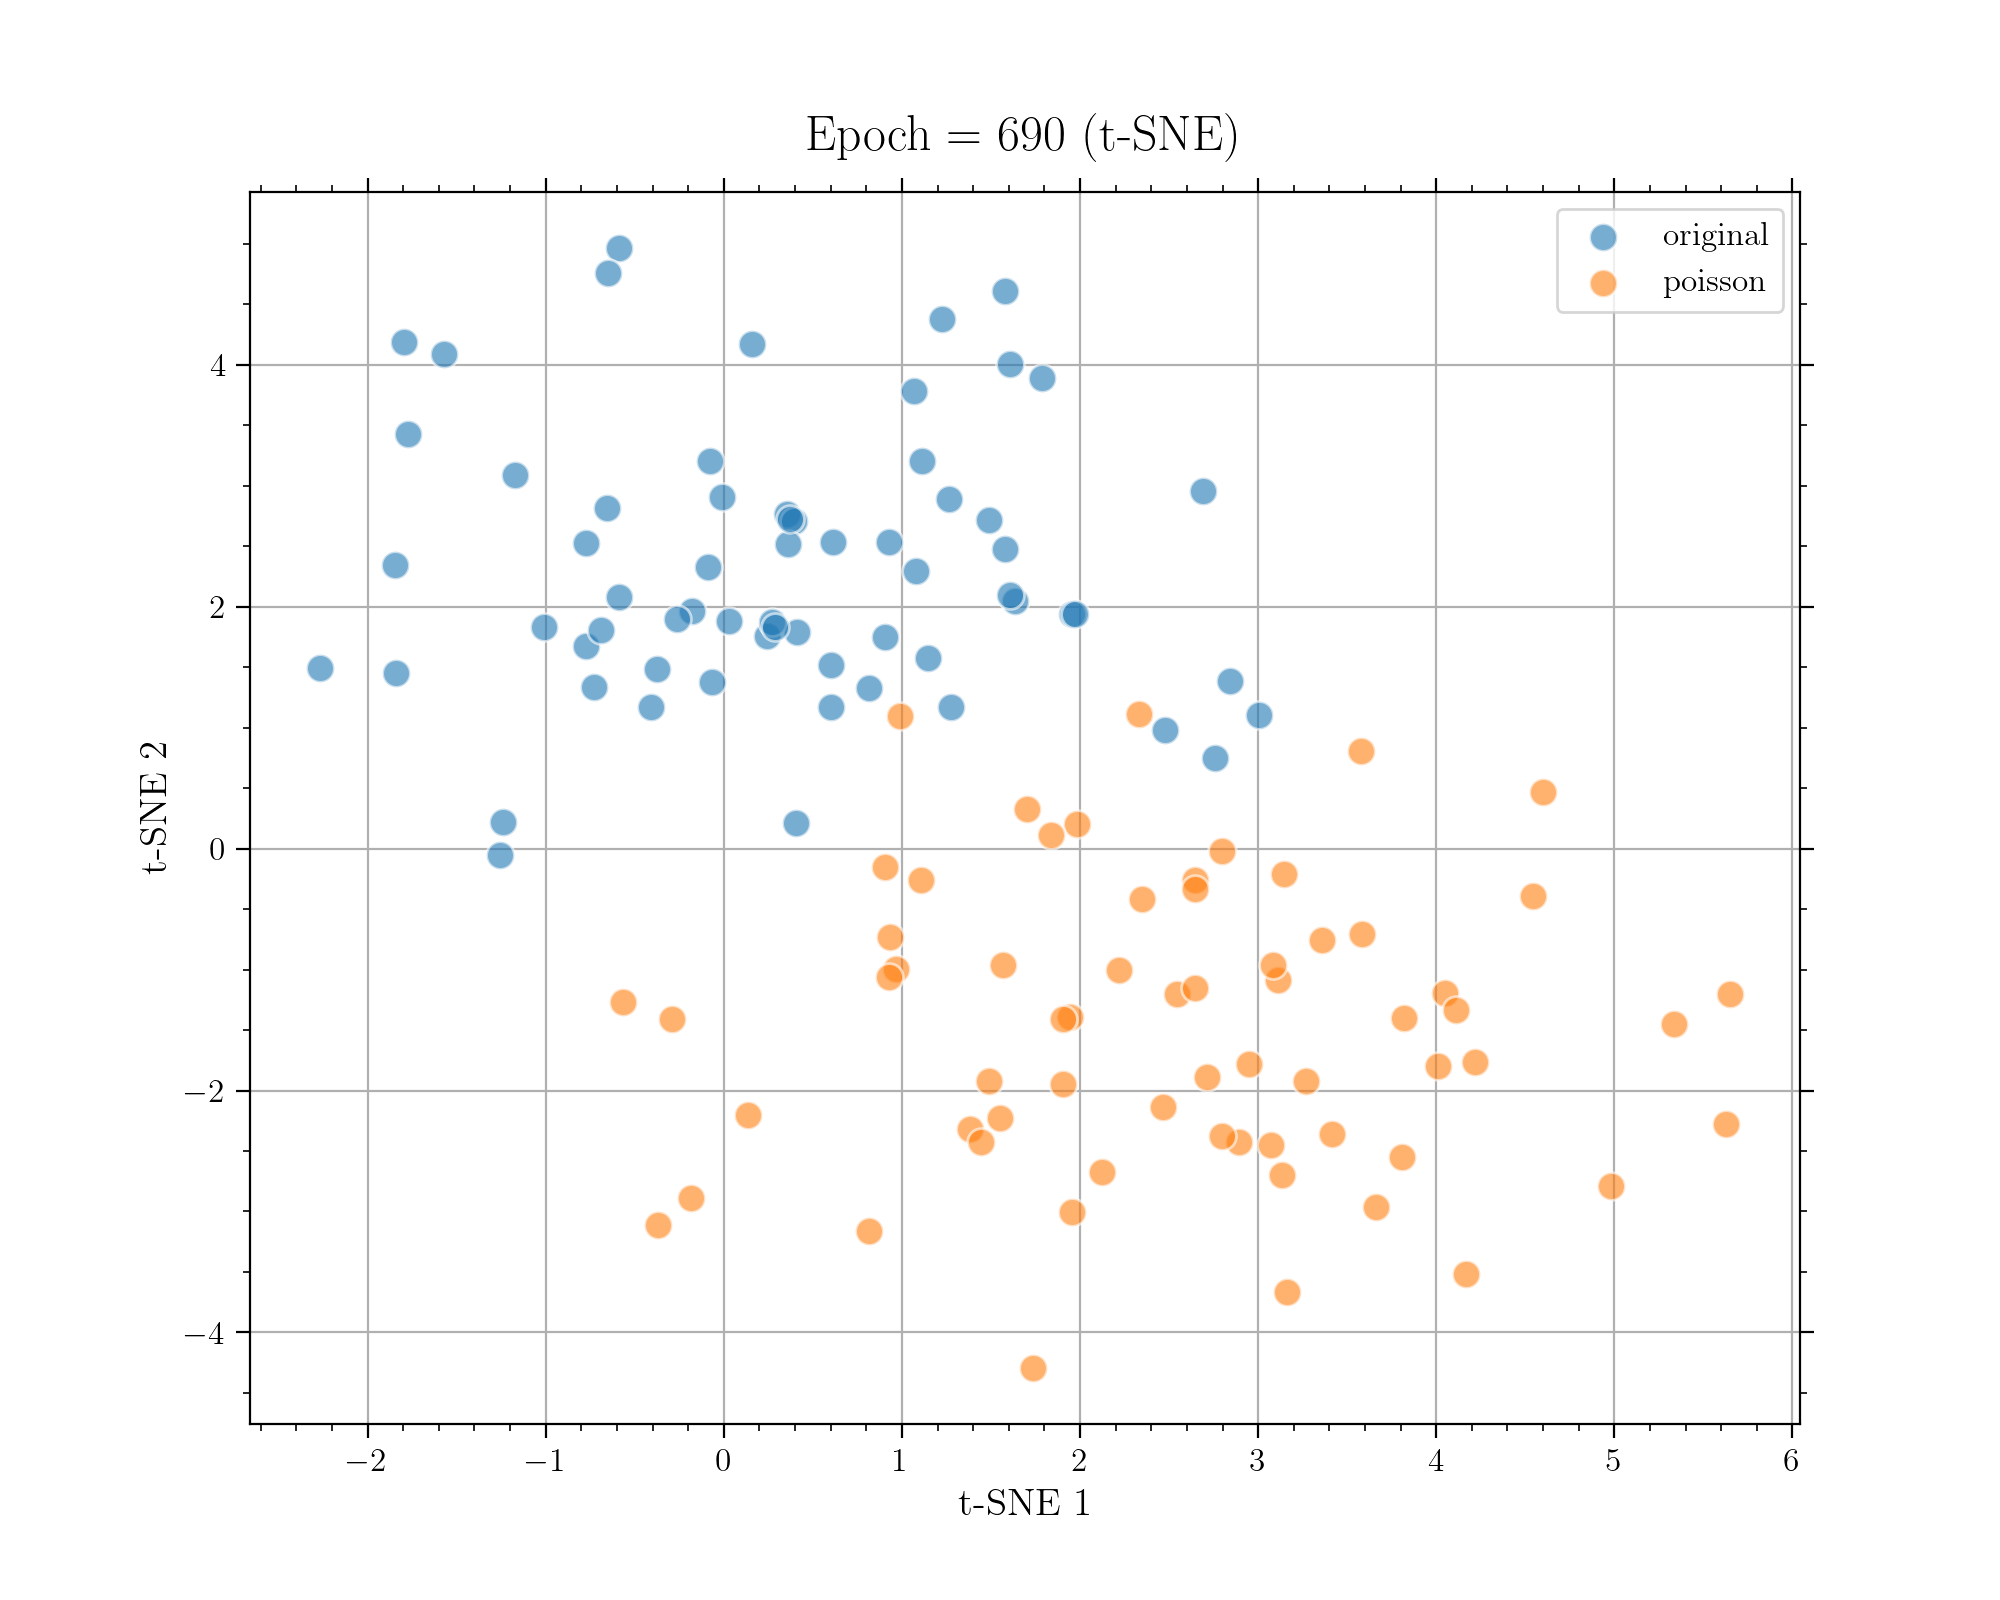 Epoch = 690 (t-SNE)
original
poisson
4
2
0
−2
−4
t-SNE 2
−2 −1 0 1 2 3 4 5 6
t-SNE 1